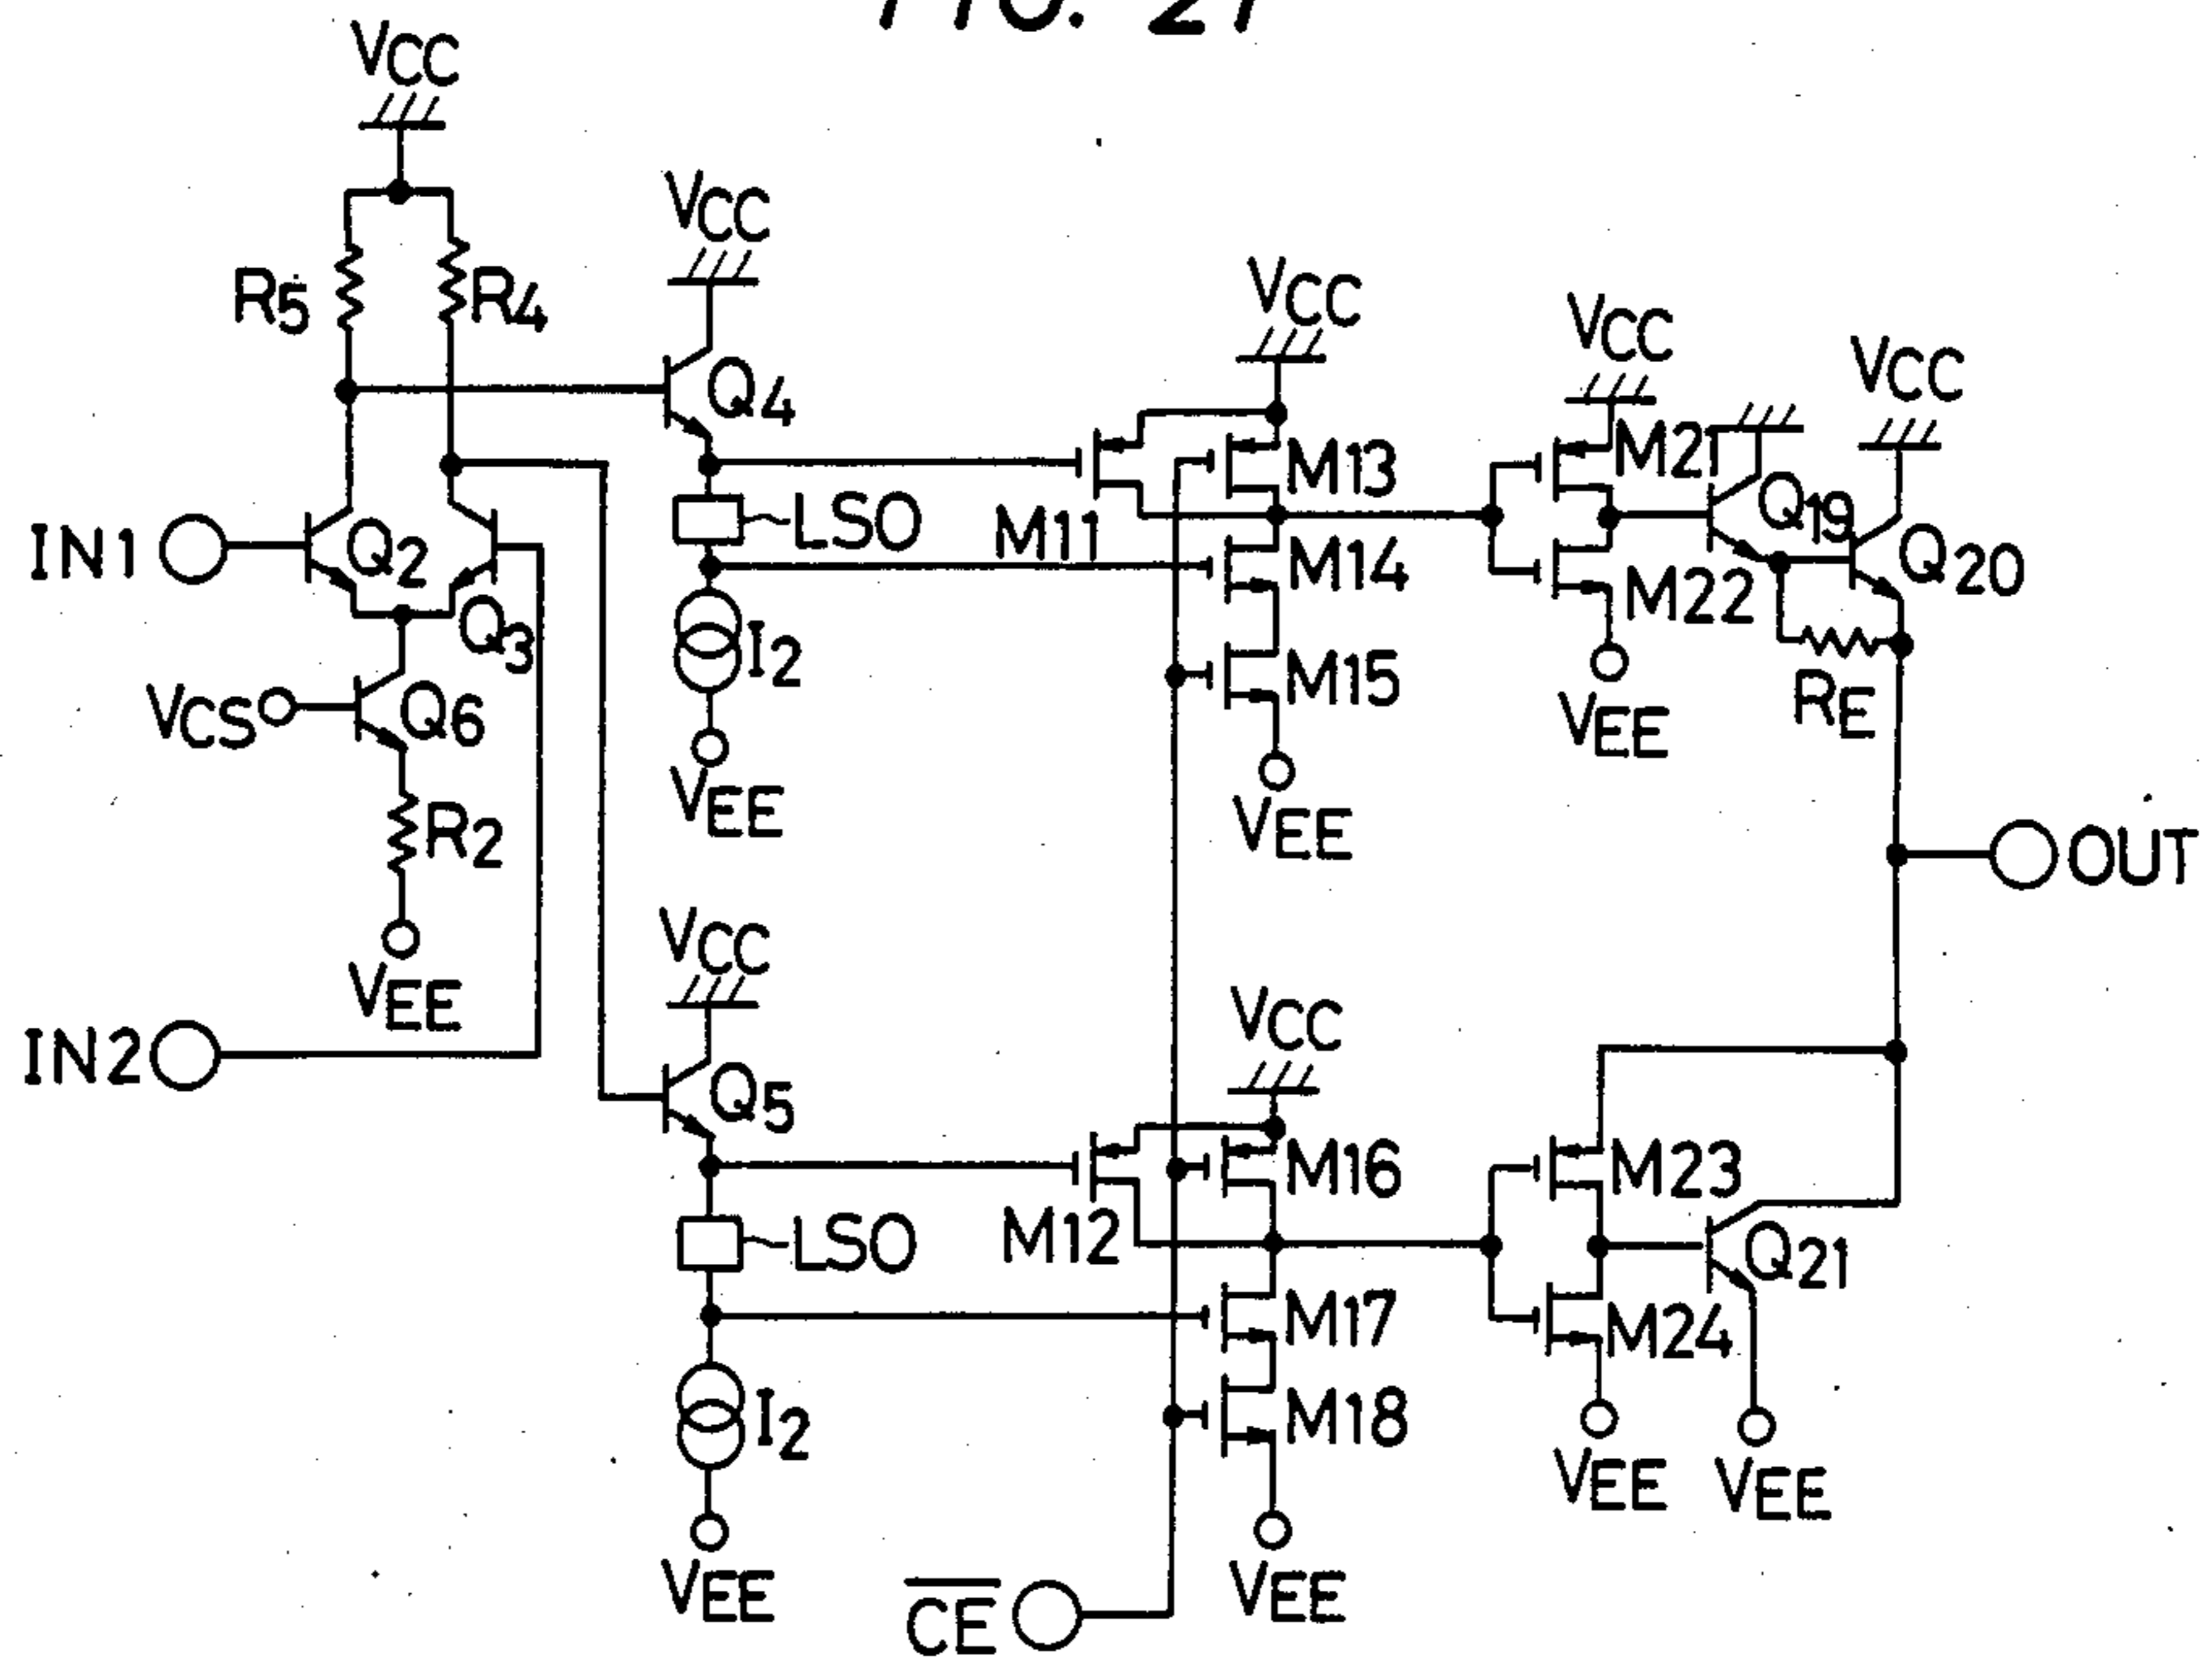 FIG. 21
VCC
VCC
R5
R4
VCC
VCC
VCC
Q4
M13
M21
Q19
IN1
Q2
LSO
M11
Q20
M14
M22
Q3
I2
VCS
Q6
M15
RE
VEE
VEE
R2
VEE
OUT
VCC
VEE
VCC
IN2
Q5
M16
M23
LSO
M12
Q21
M17
M24
I2
M18
VEE
VEE
VEE
VEE
CE